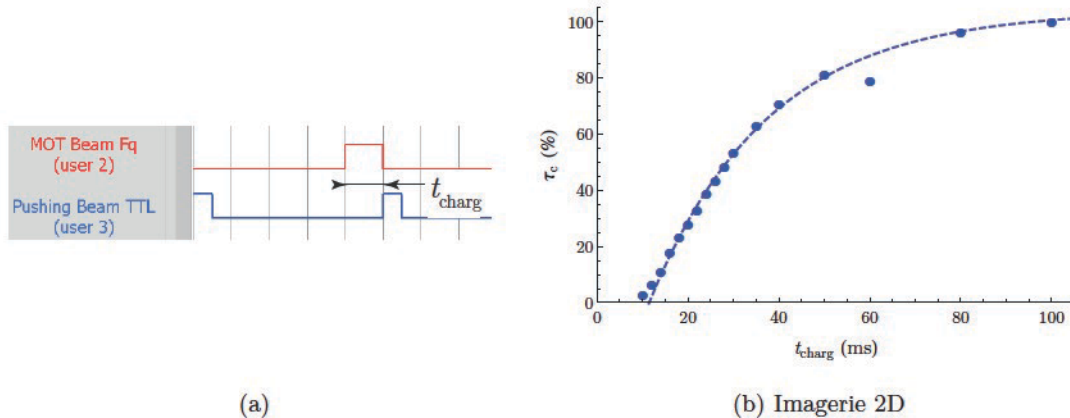 MOT Beam Fq
(user 2)
t_charg
Pushing Beam TTL
(user 3)
(a)
100
80
60
40
20
0
τc (%)
0 20 40 60 80 100
t_charg (ms)
(b) Imagerie 2D